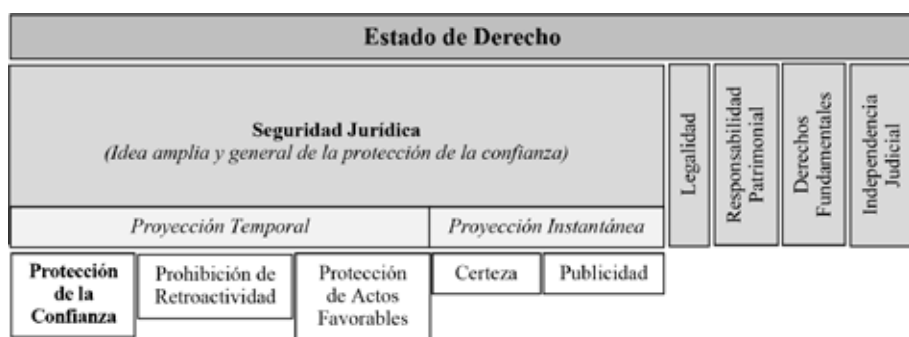 Estado de Derecho
Seguridad Jurídica
(Idea amplia y general de la protección de la confianza)
Legalidad
Responsabilidad
Patrimonial
Derechos
Fundamentales
Independencia
Judicial
Proyección Temporal
Proyección Instantánea
Protección
de la
Confianza
Prohibición de
Retroactividad
Protección
de Actos
Favorables
Certeza
Publicidad